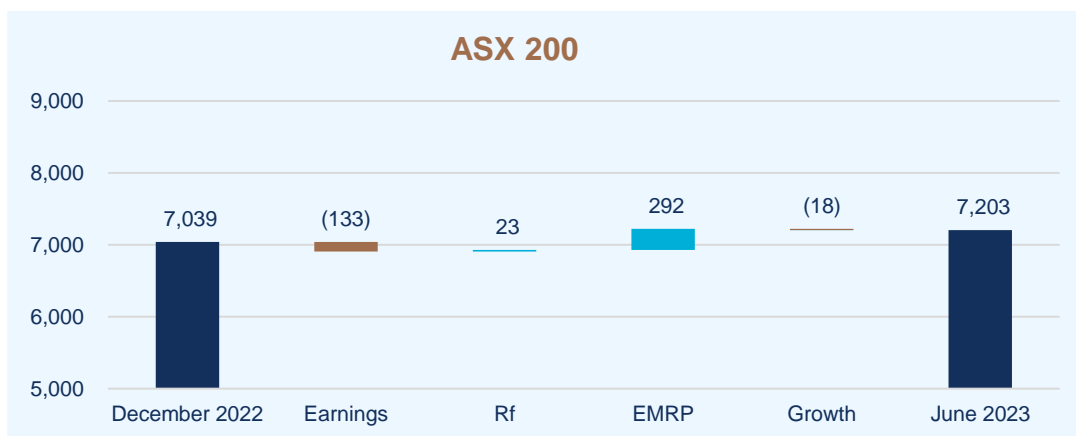 ASX 200
9,000
8,000
7,000
6,000
5,000
7,039
(133)
23
292
(18)
7,203
December 2022
Earnings
Rf
EMRP
Growth
June 2023